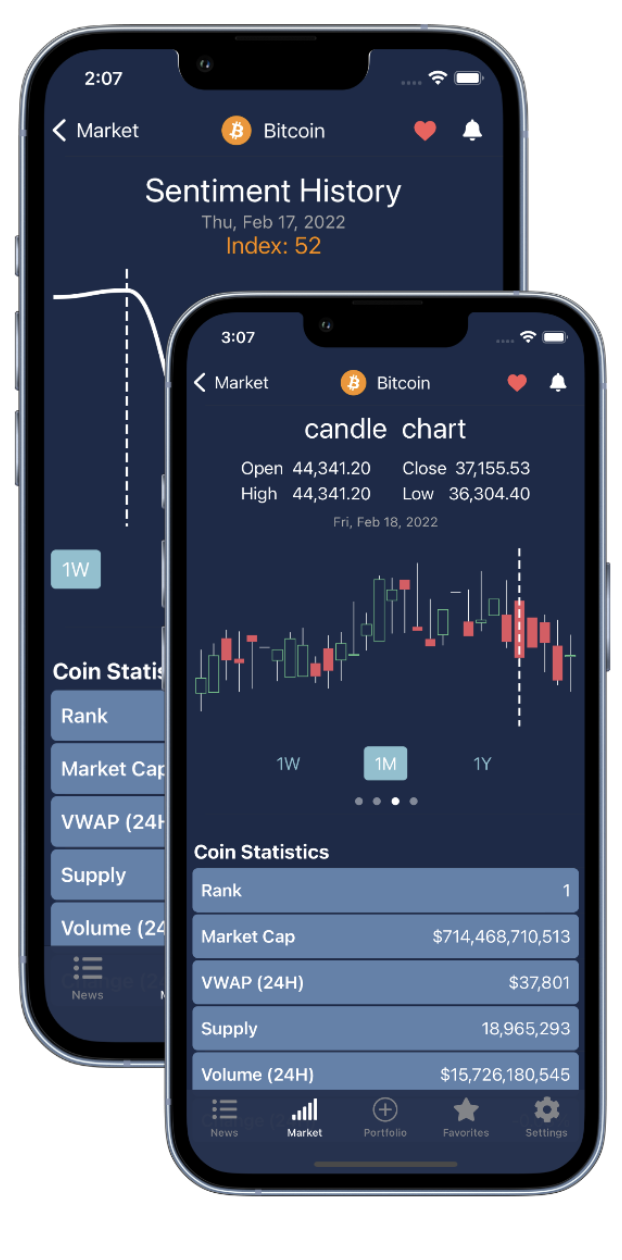 2:07
Market
Bitcoin
Sentiment History
Thu, Feb 17, 2022
Index: 52
1W
Coin Statis
Rank
Market Cap
VWAP (24H
Supply
Volume (24
News
3:07
Market
Bitcoin
candle chart
Open 44,341.20 Close 37,155.53
High 44,341.20 Low 36,304.40
Fri, Feb 18, 2022
1W 1M 1Y
Coin Statistics
Rank 1
Market Cap $714,468,710,513
VWAP (24H) $37,801
Supply 18,965,293
Volume (24H) $15,726,180,545
News Market Portfolio Favorites Settings